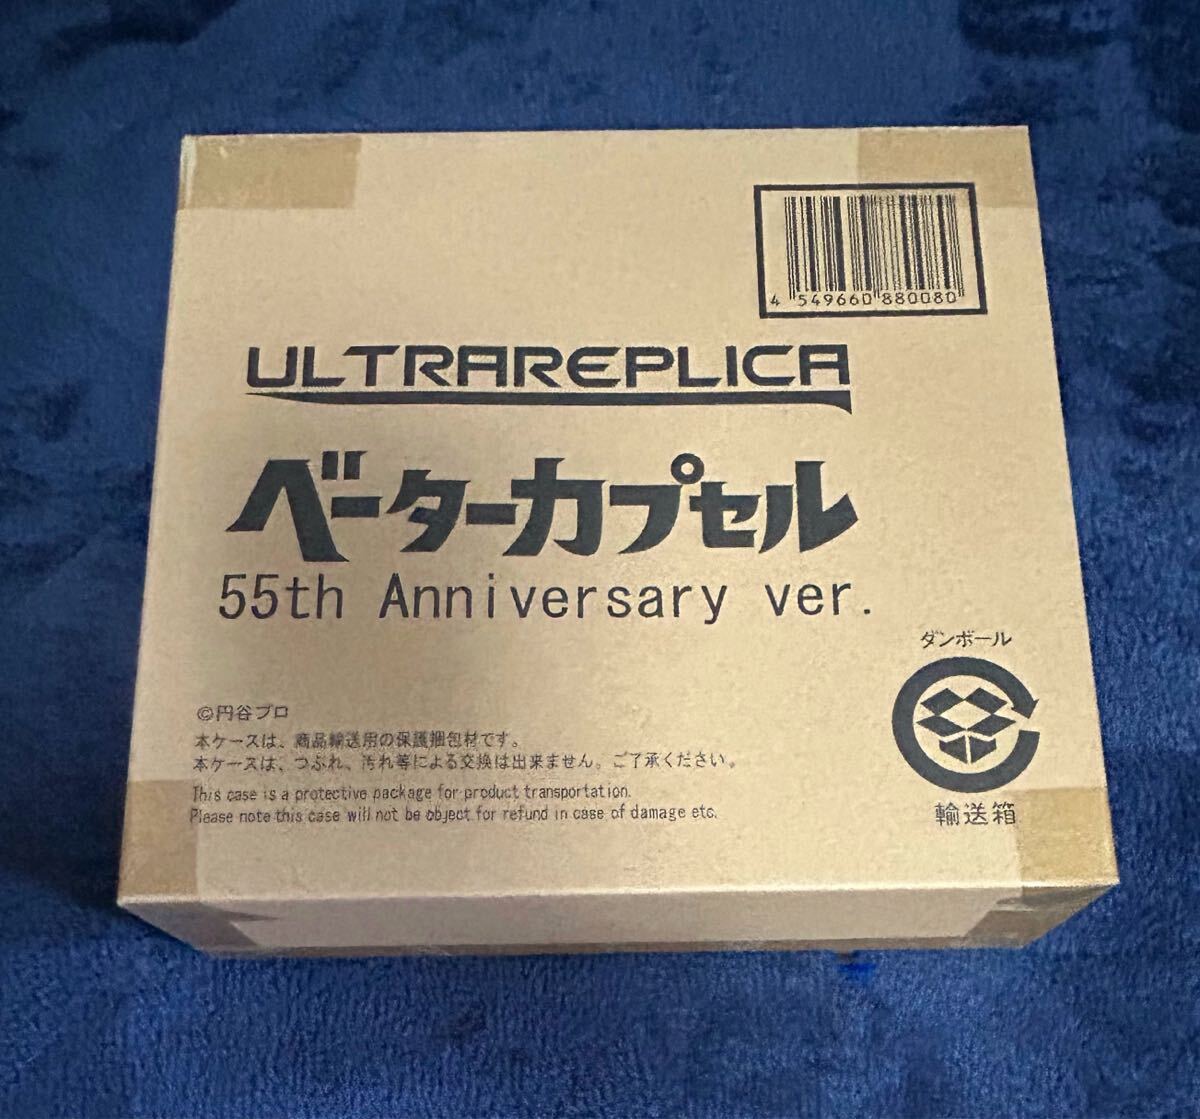 4 549660 880080
ULTRAREPLICA
ベーターカプセル
55th Anniversary ver.
ダンボール
輸送箱
©円谷プロ
本ケースは、商品輸送用の保護梱包材です。
本ケースは、つぶれ、汚れ等による交換は出来ません。ご了承ください。
This case is a protective package for product transportation.
Please note this case will not be object for refund in case of damage etc.